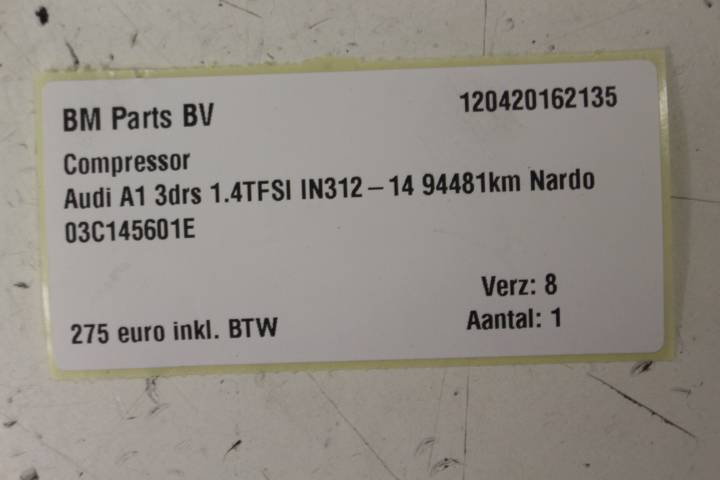 BM Parts BV 120420162135
Compressor
Audi A1 3drs 1.4TFSI IN312-14 94481km Nardo
03C145601E
Verz: 8
275 euro inkl. BTW Aantal: 1